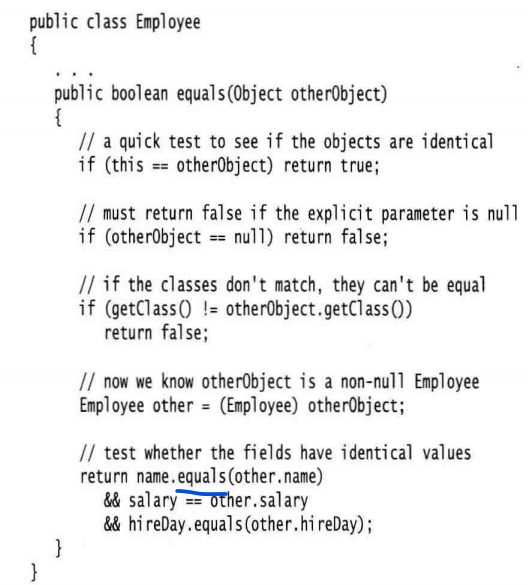 public class Employee
{
. . .
public boolean equals(Object otherObject)
{
// a quick test to see if the objects are identical
if (this == otherObject) return true;
// must return false if the explicit parameter is null
if (otherObject == null) return false;
// if the classes don't match, they can't be equal
if (getClass() != otherObject.getClass())
return false;
// now we know otherObject is a non-null Employee
Employee other = (Employee) otherObject;
// test whether the fields have identical values
return name.equals(other.name)
&& salary == other.salary
&& hireDay.equals(other.hireDay);
}
}